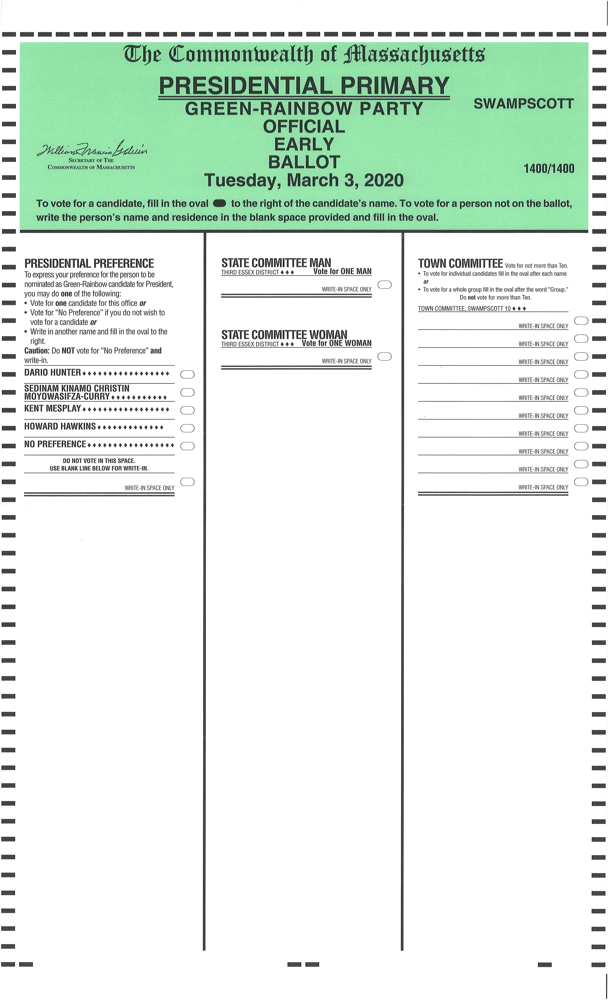 The Commonwealth of Massachusetts
PRESIDENTIAL PRIMARY
GREEN-RAINBOW PARTY
SWAMPSCOTT
OFFICIAL
EARLY
BALLOT
William Francis Galvin
SECRETARY OF THE
COMMONWEALTH OF MASSACHUSETTS
1400/1400
Tuesday, March 3, 2020
To vote for a candidate, fill in the oval to the right of the candidate's name. To vote for a person not on the ballot,
write the person's name and residence in the blank space provided and fill in the oval.
PRESIDENTIAL PREFERENCE
To express your preference for the person to be
nominated as Green-Rainbow candidate for President,
you may do one of the following:
• Vote for one candidate for this office or
• Vote for “No Preference” if you do not wish to
vote for a candidate or
• Write in another name and fill in the oval to the
right.
Caution: Do NOT vote for “No Preference” and
write-in.
DARIO HUNTER ♦♦♦♦♦♦♦♦♦♦♦♦♦♦♦♦♦
SEDINAM KINAMO CHRISTIN
MOYOWASIFZA-CURRY ♦♦♦♦♦♦♦♦♦♦♦
KENT MESPLAY ♦♦♦♦♦♦♦♦♦♦♦♦♦♦♦♦♦
HOWARD HAWKINS ♦♦♦♦♦♦♦♦♦♦♦♦♦
NO PREFERENCE ♦♦♦♦♦♦♦♦♦♦♦♦♦♦♦♦♦
DO NOT VOTE IN THIS SPACE.
USE BLANK LINE BELOW FOR WRITE-IN.
WRITE-IN SPACE ONLY
STATE COMMITTEE MAN
THIRD ESSEX DISTRICT ♦♦♦ Vote for ONE MAN
WRITE-IN SPACE ONLY
STATE COMMITTEE WOMAN
THIRD ESSEX DISTRICT ♦♦♦ Vote for ONE WOMAN
WRITE-IN SPACE ONLY
TOWN COMMITTEE Vote for not more than Ten.
• To vote for individual candidates fill in the oval after each name
or
• To vote for a whole group fill in the oval after the word “Group.”
Do not vote for more than Ten.
TOWN COMMITTEE, SWAMPSCOTT 10 ♦♦♦
WRITE-IN SPACE ONLY
WRITE-IN SPACE ONLY
WRITE-IN SPACE ONLY
WRITE-IN SPACE ONLY
WRITE-IN SPACE ONLY
WRITE-IN SPACE ONLY
WRITE-IN SPACE ONLY
WRITE-IN SPACE ONLY
WRITE-IN SPACE ONLY
WRITE-IN SPACE ONLY